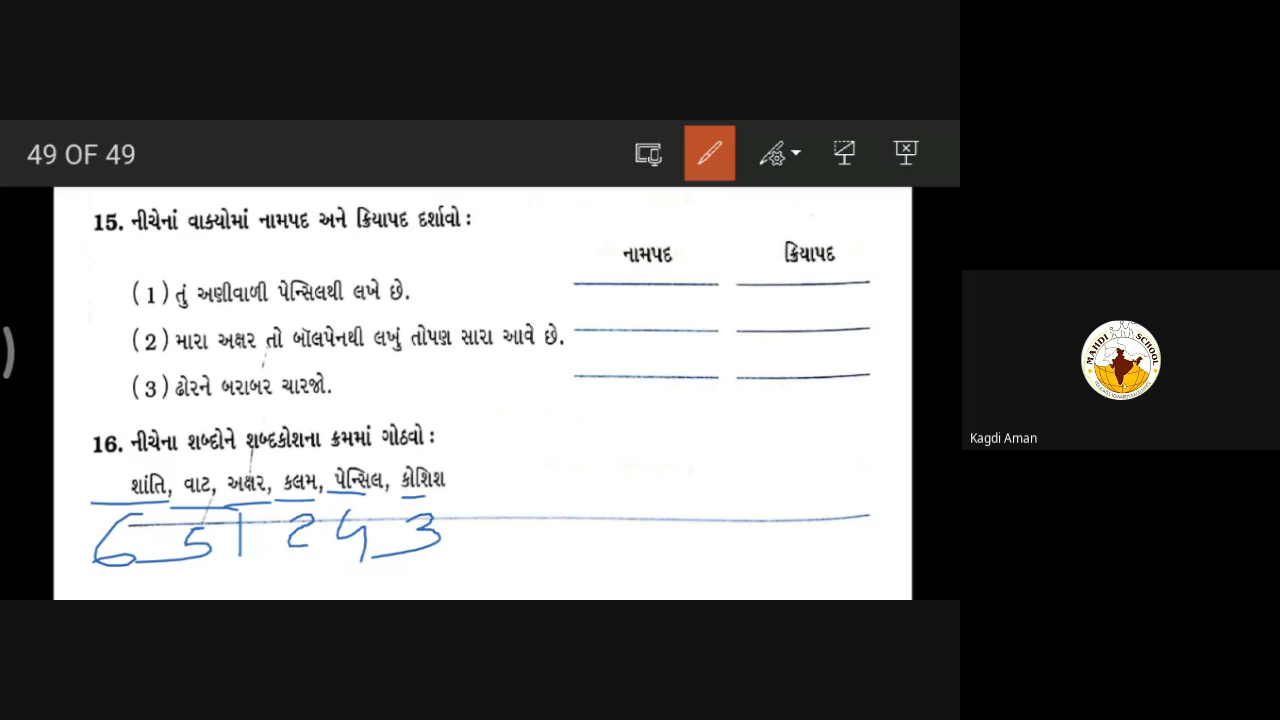 49 OF 49
15. નીચેનાં વાક્યોમાં નામપદ અને ક્રિયાપદ દર્શાવો :
નામપદ ક્રિયાપદ
(1) તું અણીવાળી પેન્સિલથી લખે છે.
(2) મારા અક્ષર તો બૉલપેનથી લખું તોપણ સારા આવે છે.
(3) ઢોરને બરાબર ચારજો.
16. નીચેના શબ્દોને શબ્દકોશના ક્રમમાં ગોઠવો :
શાંતિ, વાટ, અક્ષર, કલમ, પેન્સિલ, કોશિશ
6 5 1 2 4 3
MAHDI SCHOOL
Kagdi Aman